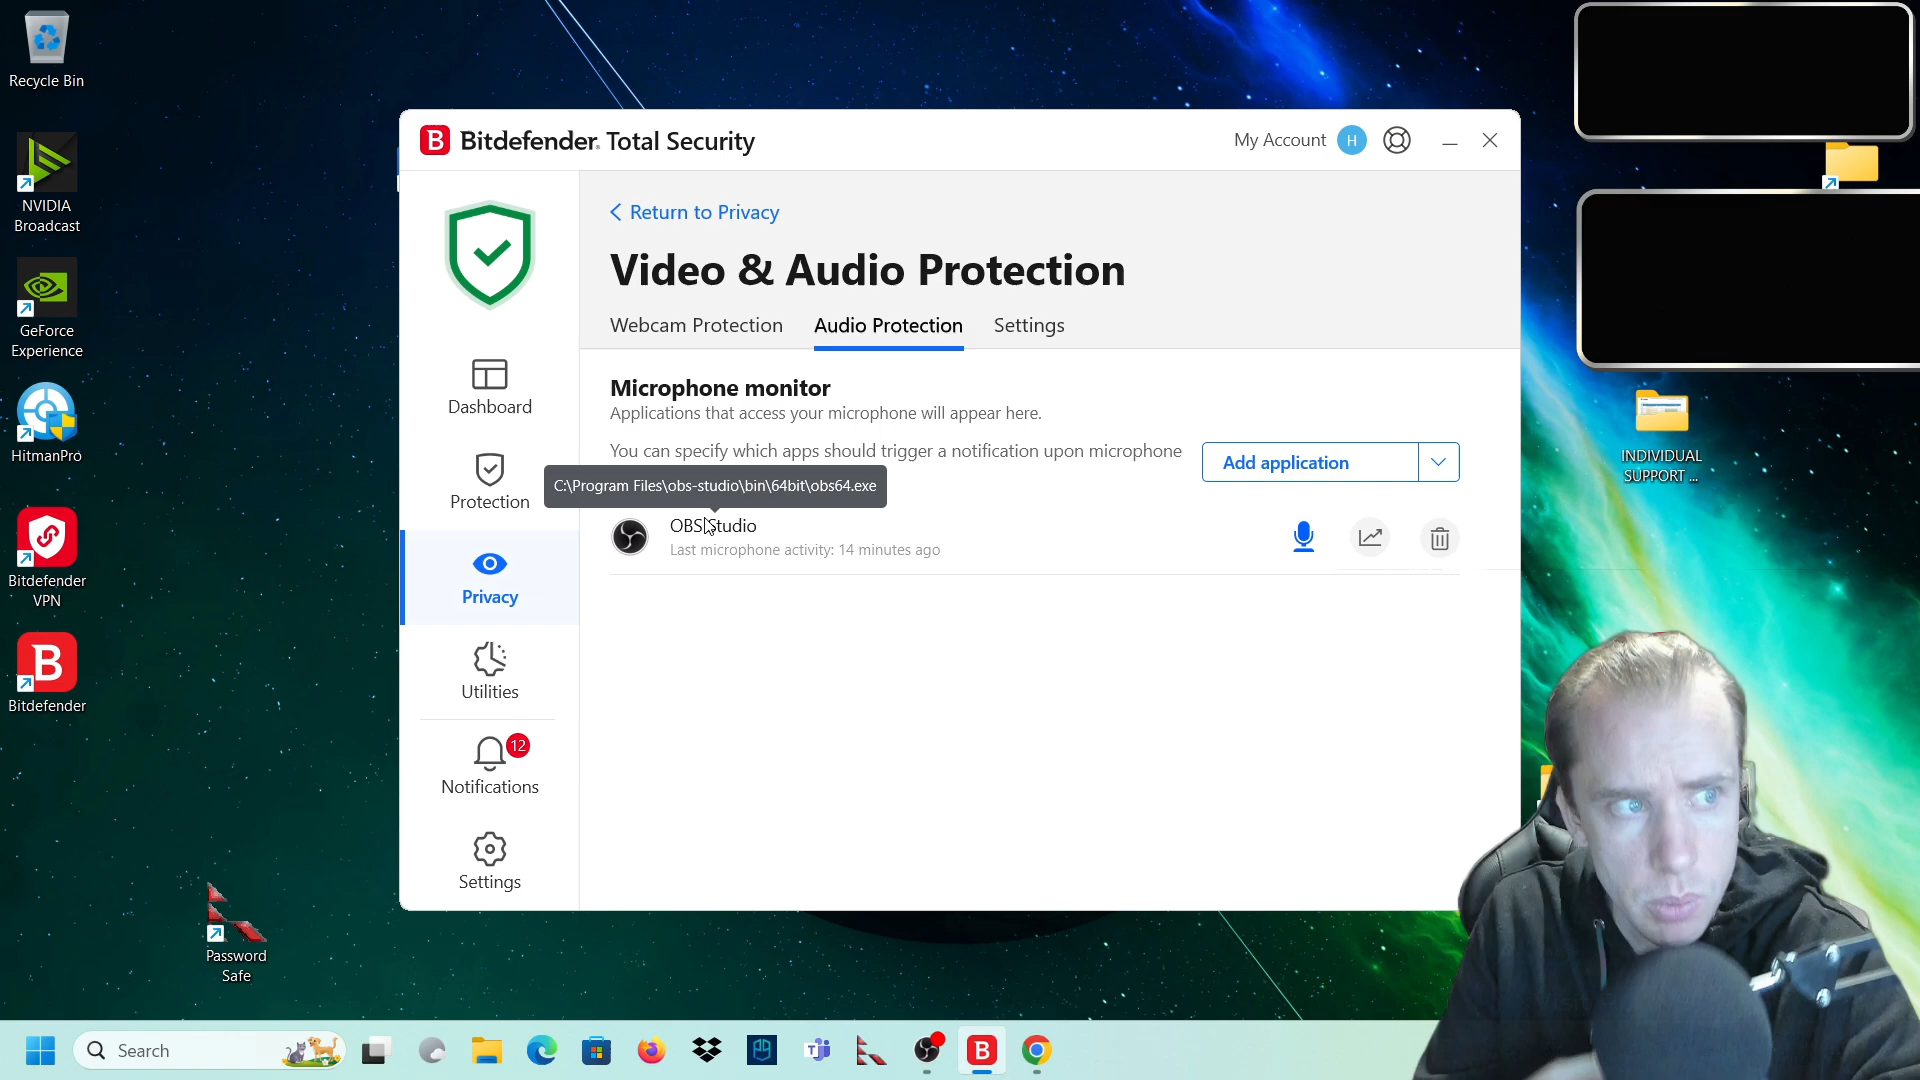 Recycle Bin
NVIDIA
Broadcast
GeForce
Experience
HitmanPro
Bitdefender
VPN
Bitdefender
Password
Safe
B Bitdefender. Total Security
My Account H
Return to Privacy
Video & Audio Protection
Webcam Protection Audio Protection Settings
Microphone monitor
Applications that access your microphone will appear here.
You can specify which apps should trigger a notification upon microphone
Add application
C:\Program Files\obs-studio\bin\64bit\obs64.exe
OBS Studio
Last microphone activity: 14 minutes ago
Dashboard
Protection
Privacy
Utilities
12
Notifications
Settings
INDIVIDUAL
SUPPORT ...
Search